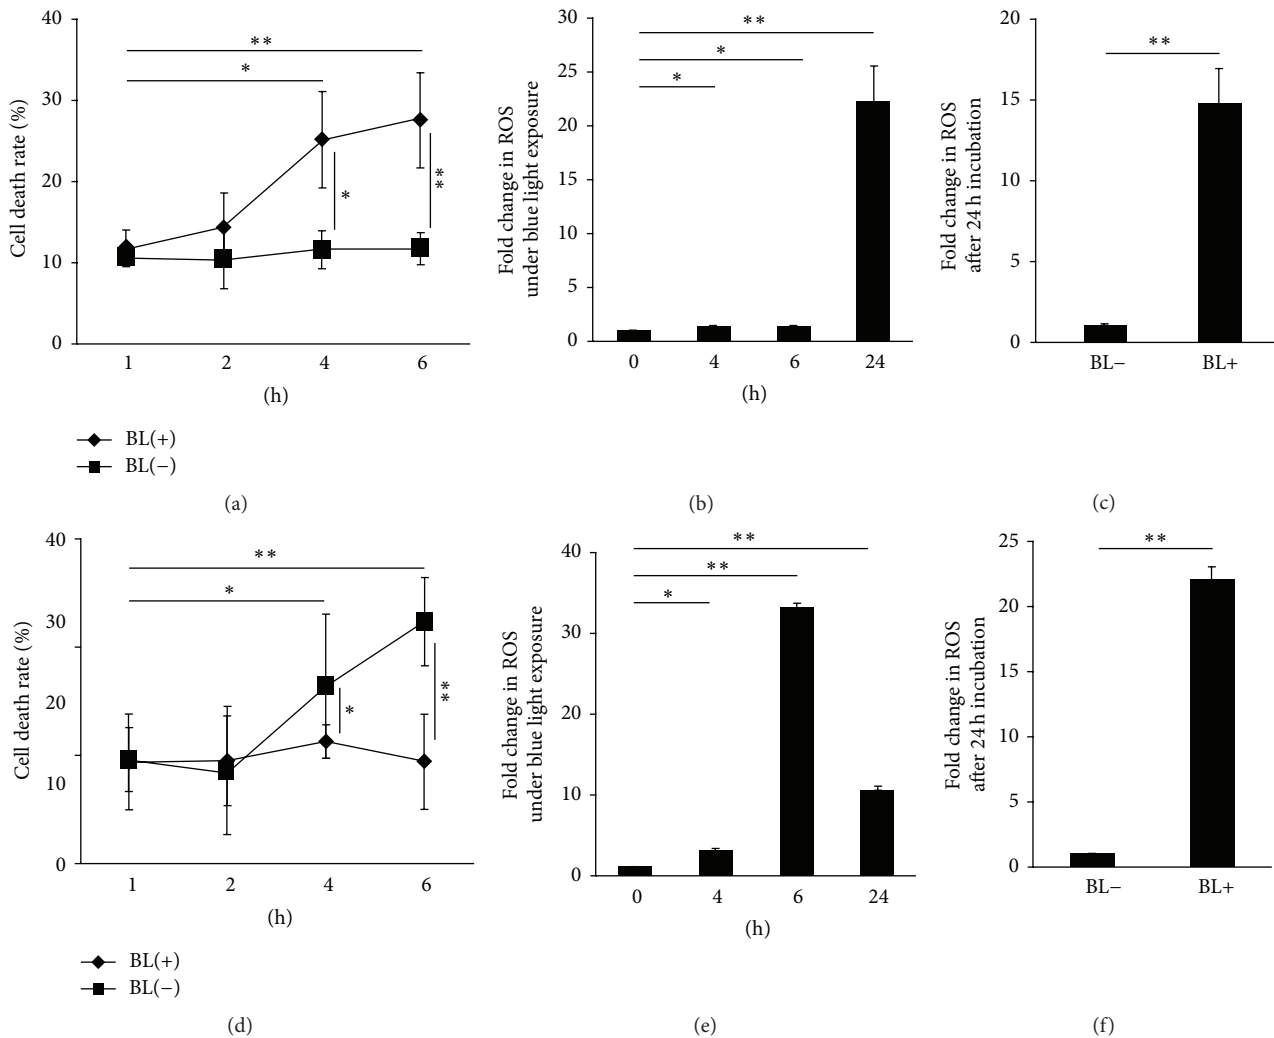 40
30
20
10
0
Cell death rate (%)
**
*
*
**
1 2 4 6
(h)
BL(+)
BL(−)
(a)
30
25
20
15
10
5
0
Fold change in ROS
under blue light exposure
**
*
*
0 4 6 24
(h)
(b)
20
15
10
5
0
Fold change in ROS
after 24 h incubation
**
BL− BL+
(c)
40
30
20
10
0
Cell death rate (%)
**
*
*
**
1 2 4 6
(h)
BL(+)
BL(−)
(d)
40
30
20
10
0
Fold change in ROS
under blue light exposure
**
**
*
0 4 6 24
(h)
(e)
25
20
15
10
5
0
Fold change in ROS
after 24 h incubation
**
BL− BL+
(f)